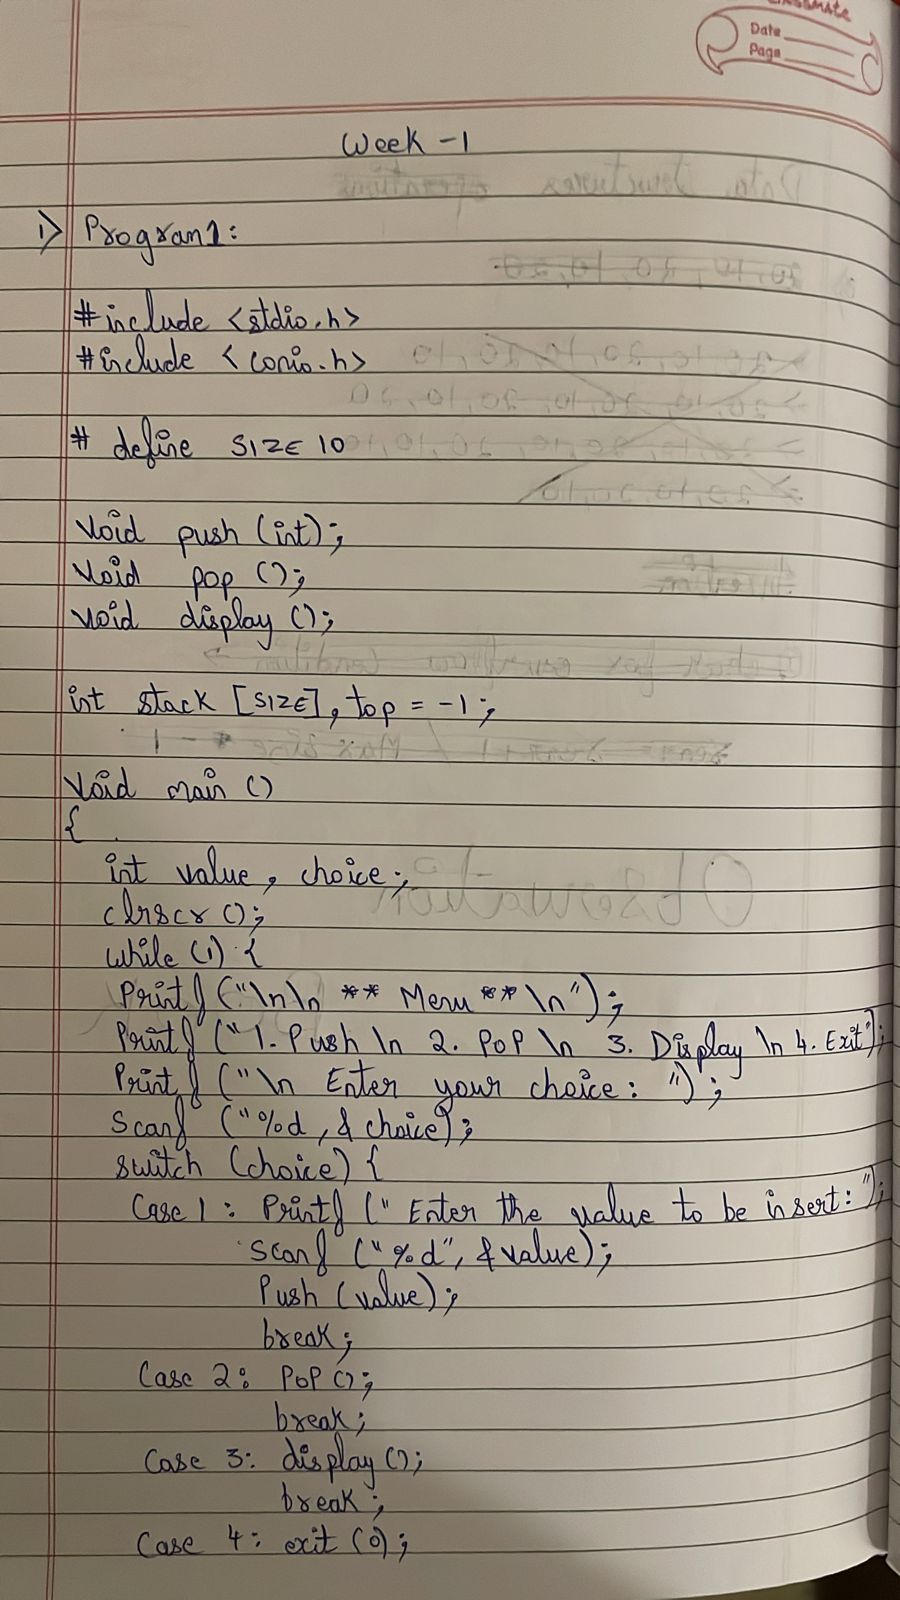 classmate
Date
Page
Week -1
1) Program1:
#include <stdio.h>
#include <conio.h>
# define SIZE 10
void push (int);
void pop ();
void display ();
int stack [SIZE], top = -1;
void main ()
{
int value, choice;
clrscr ();
while (1) {
Printf ("\n\n ** Menu ** \n");
Printf ("1. Push \n 2. POP \n 3. Display \n 4. Exit");
Printf ("\n Enter your choice: ");
Scanf ("%d, & choice);
switch (choice) {
Case 1: Printf (" Enter the value to be insert: ");
Scanf ("%d", &value);
Push (value);
break;
Case 2: POP ();
break;
Case 3: display ();
break;
Case 4: exit (0);